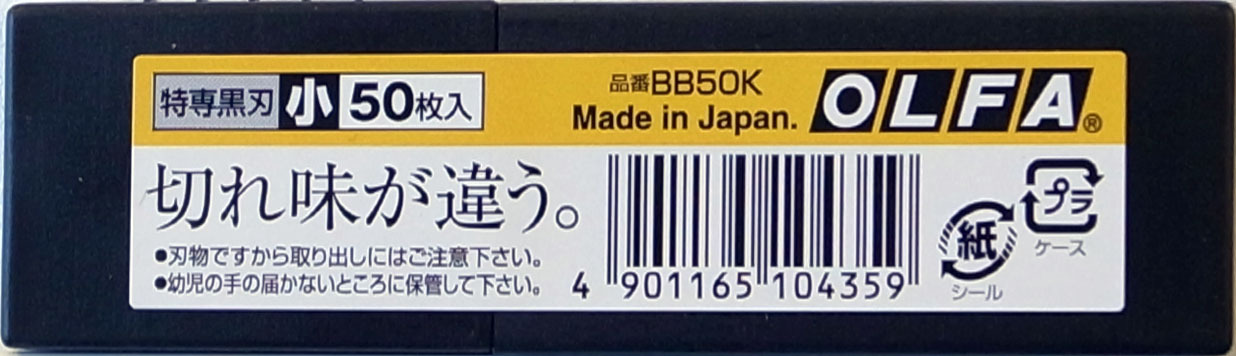 特専黒刃 小 50枚入
品番BB50K
Made in Japan.
OLFA®
切れ味が違う。
●刃物ですから取り出しにはご注意下さい。
●幼児の手の届かないところに保管して下さい。
4 901165 104359
紙
シール
プラ
ケース